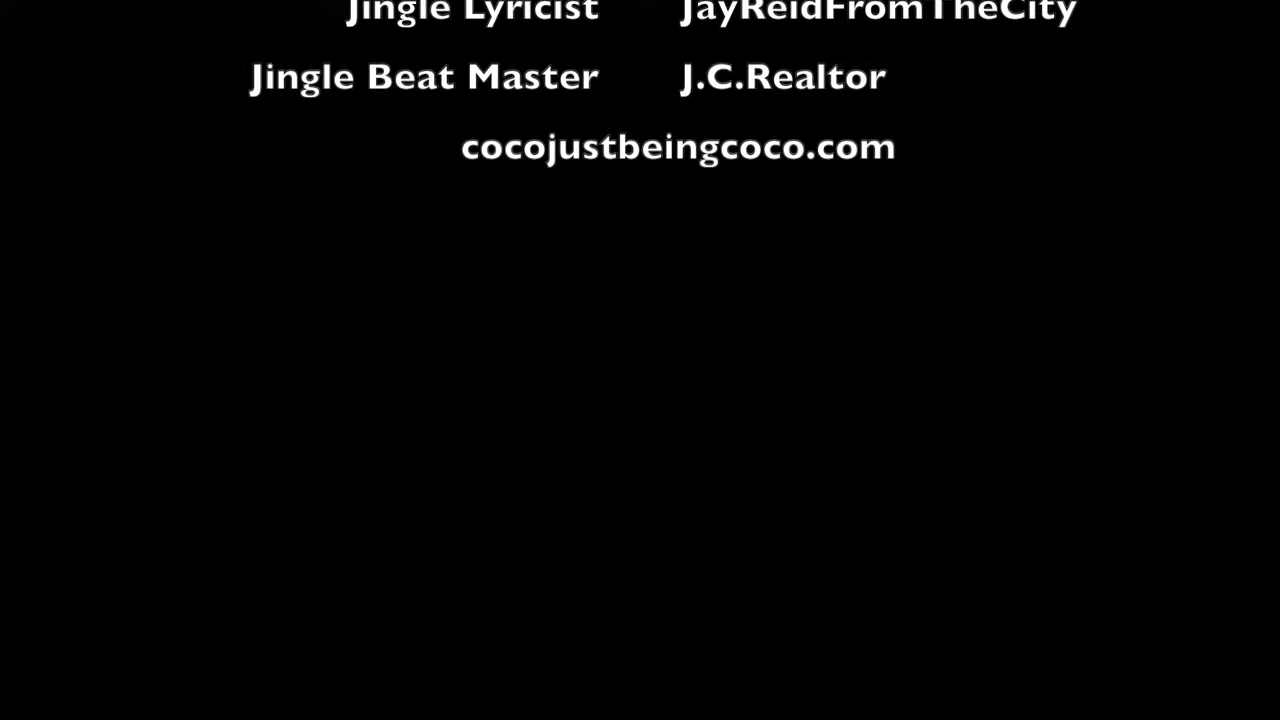 Jingle Lyricist JayReidFromTheCity
Jingle Beat Master J.C.Realtor
cocojustbeingcoco.com